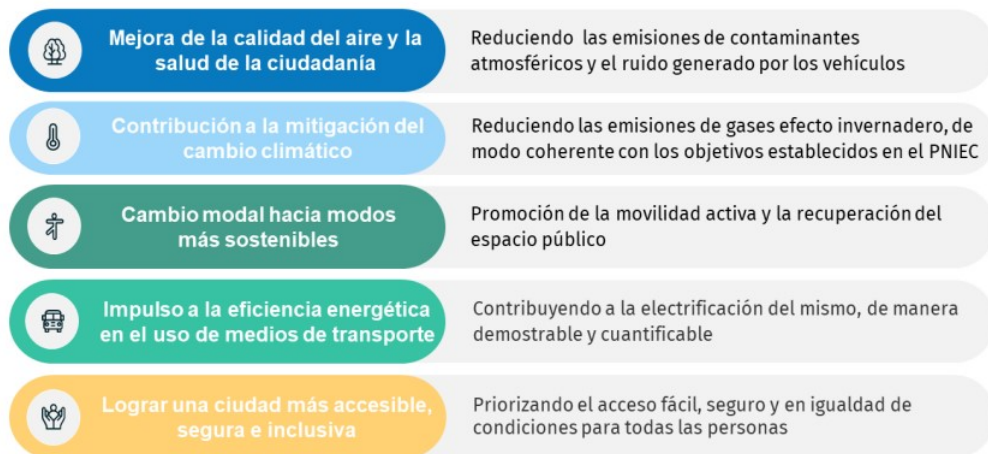 Mejora de la calidad del aire y la
salud de la ciudadanía
Reduciendo las emisiones de contaminantes
atmosféricos y el ruido generado por los vehículos
Contribución a la mitigación del
cambio climático
Reduciendo las emisiones de gases efecto invernadero, de
modo coherente con los objetivos establecidos en el PNIEC
Cambio modal hacia modos
más sostenibles
Promoción de la movilidad activa y la recuperación del
espacio público
Impulso a la eficiencia energética
en el uso de medios de transporte
Contribuyendo a la electrificación del mismo, de manera
demostrable y cuantificable
Lograr una ciudad más accesible,
segura e inclusiva
Priorizando el acceso fácil, seguro y en igualdad de
condiciones para todas las personas